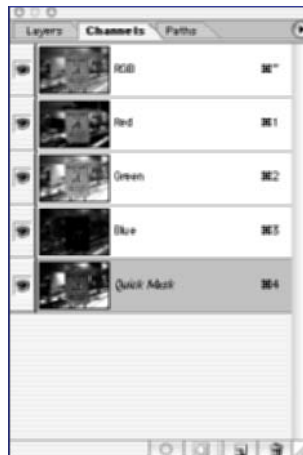 Layers Channels Paths
RGB ⌘~
Red ⌘1
Green ⌘2
Blue ⌘3
Quick Mask ⌘4